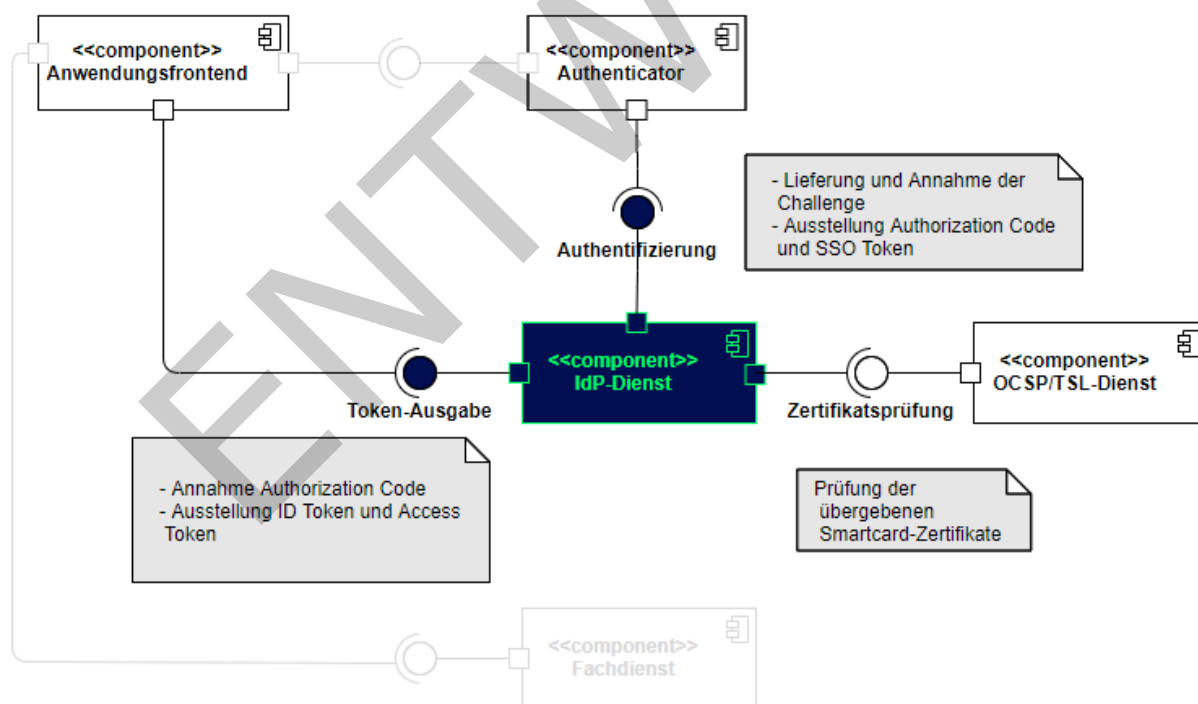 <<component>>
Anwendungsfrontend
<<component>>
Authenticator
- Lieferung und Annahme der
Challenge
- Ausstellung Authorization Code
und SSO Token
Authentifizierung
<<component>>
IdP-Dienst
<<component>>
OCSP/TSL-Dienst
Token-Ausgabe
Zertifikatsprüfung
- Annahme Authorization Code
- Ausstellung ID Token und Access
Token
Prüfung der
übergebenen
Smartcard-Zertifikate
<<component>>
Fachdienst
ENTW